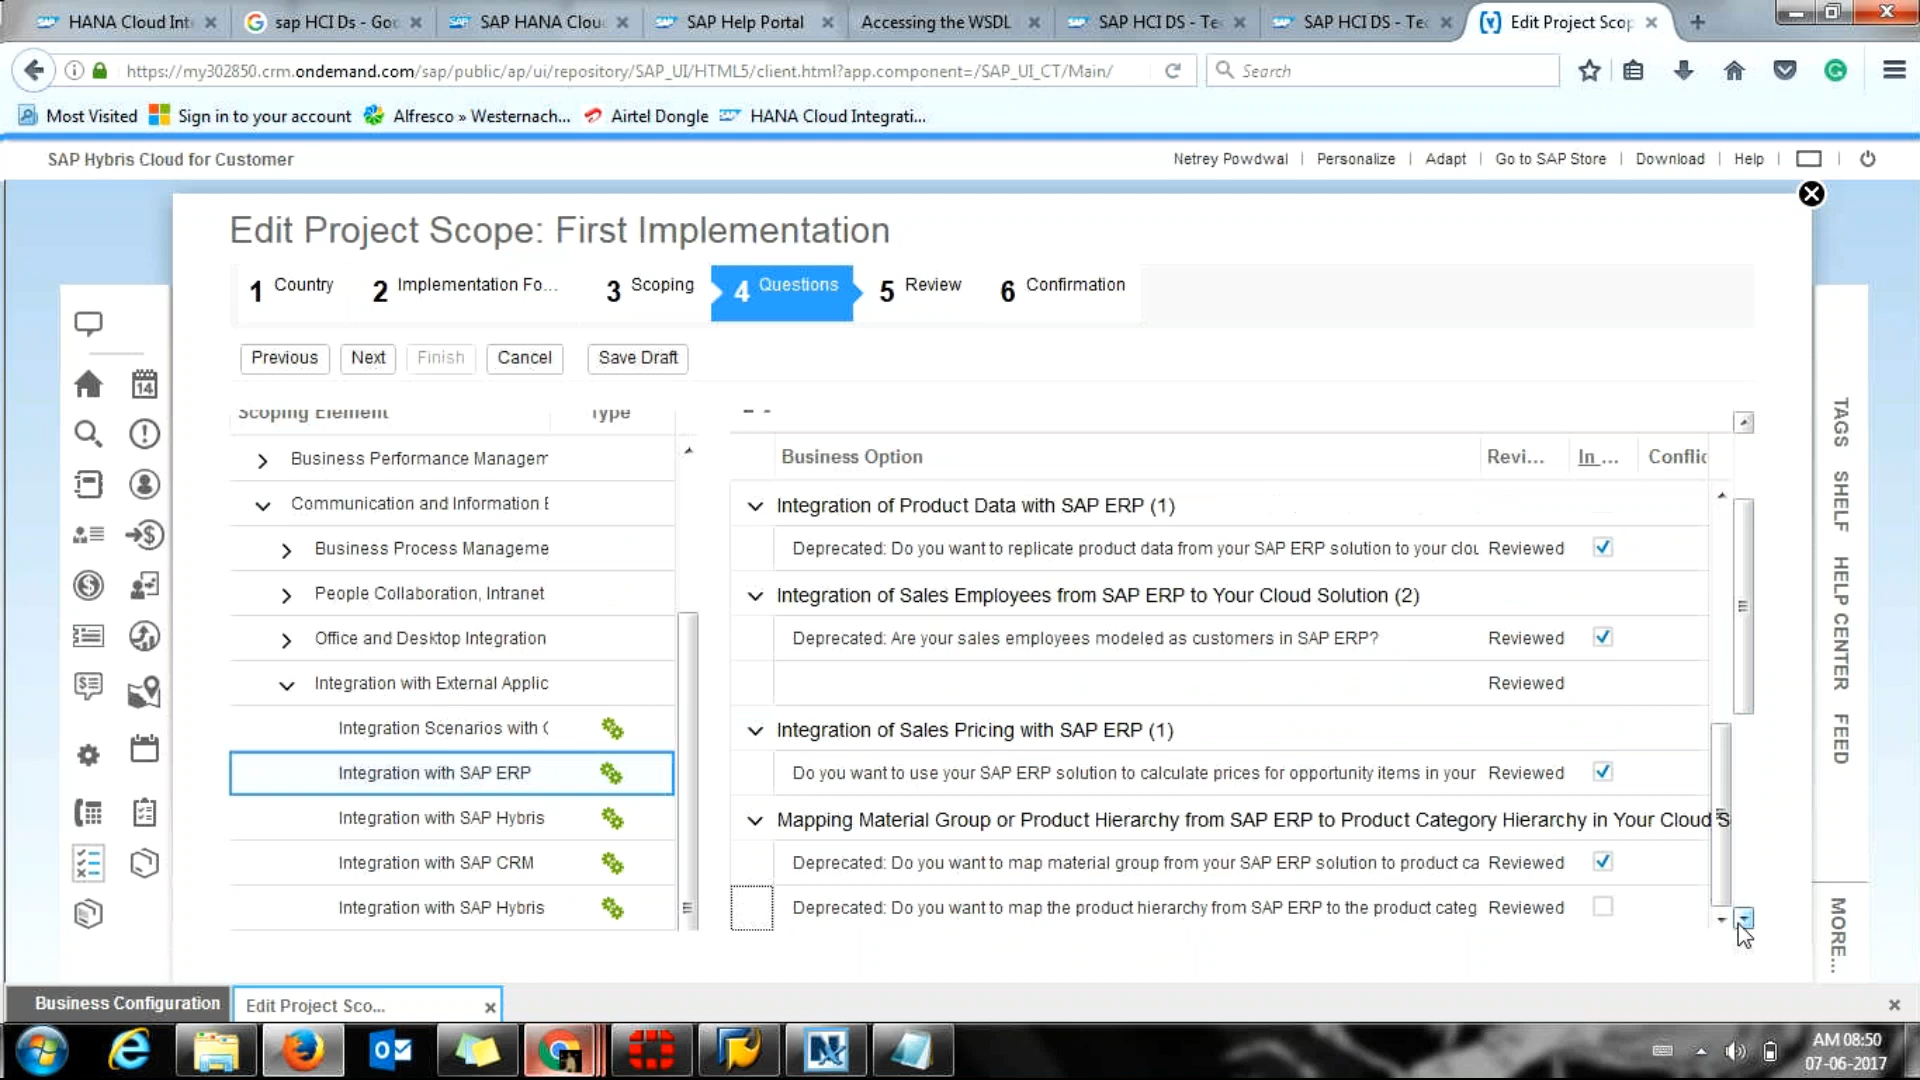 HANA Cloud Int
sap HCI Ds - Goo
SAP HANA Clou
SAP Help Portal
Accessing the WSDL
SAP HCI DS - Te
SAP HCI DS - Tec
Edit Project Scop
https://my302850.crm.ondemand.com/sap/public/ap/ui/repository/SAP_UI/HTML5/client.html?app.component=/SAP_UI_CT/Main/
Search
Most Visited
Sign in to your account
Alfresco » Westernach...
Airtel Dongle
HANA Cloud Integrati...
SAP Hybris Cloud for Customer
Netrey Powdwal
Personalize
Adapt
Go to SAP Store
Download
Help
Edit Project Scope: First Implementation
1 Country
2 Implementation Fo...
3 Scoping
4 Questions
5 Review
6 Confirmation
Previous
Next
Finish
Cancel
Save Draft
Scoping Element
Type
Business Performance Managem
Communication and Information E
Business Process Manageme
People Collaboration, Intranet
Office and Desktop Integration
Integration with External Applic
Integration Scenarios with
Integration with SAP ERP
Integration with SAP Hybris
Integration with SAP CRM
Integration with SAP Hybris
Business Option
Revi...
In ...
Conflic
Integration of Product Data with SAP ERP (1)
Deprecated: Do you want to replicate product data from your SAP ERP solution to your clou
Reviewed
Integration of Sales Employees from SAP ERP to Your Cloud Solution (2)
Deprecated: Are your sales employees modeled as customers in SAP ERP?
Reviewed
Reviewed
Integration of Sales Pricing with SAP ERP (1)
Do you want to use your SAP ERP solution to calculate prices for opportunity items in your
Reviewed
Mapping Material Group or Product Hierarchy from SAP ERP to Product Category Hierarchy in Your Cloud S
Deprecated: Do you want to map material group from your SAP ERP solution to product ca
Reviewed
Deprecated: Do you want to map the product hierarchy from SAP ERP to the product categ
Reviewed
14
TAGS
SHELF
HELP CENTER
FEED
MORE...
Business Configuration
Edit Project Sco...
AM 08:50
07-06-2017